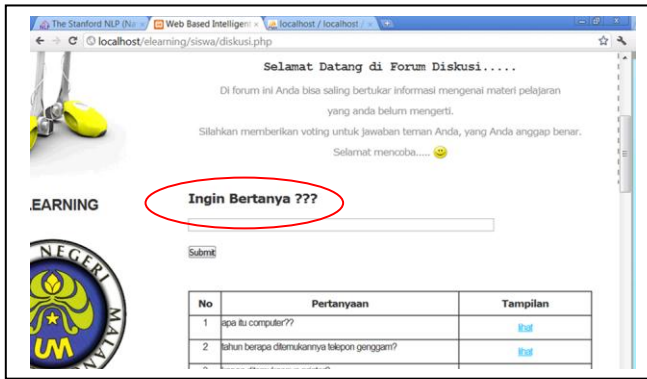 The Stanford NLP (Na
Web Based Intelligent
localhost / localhost /
localhost/elearning/siswa/diskusi.php
Selamat Datang di Forum Diskusi.....
Di forum ini Anda bisa saling bertukar informasi mengenai materi pelajaran
yang anda belum mengerti.
Silahkan memberikan voting untuk jawaban teman Anda, yang Anda anggap benar.
Selamat mencoba.....
EARNING
Ingin Bertanya ???
Submit
NEGER
MALANG
UM
No Pertanyaan Tampilan
1 apa itu computer?? lihat
2 tahun berapa ditemukannya telepon genggam? lihat